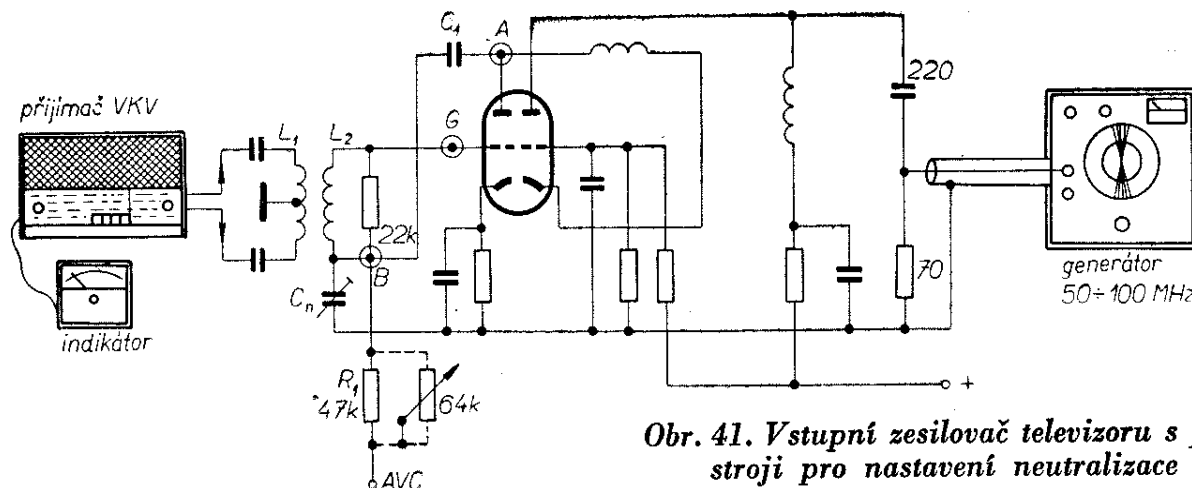 přijímač VKV
indikátor
L₁
L₂
22k
B
Cₙ
R₁
47k
64k
AVC
C₁
A
G
220
70
+
generátor
50÷100 MHz
Obr. 41. Vstupní zesilovač televizoru s
stroji pro nastavení neutralizace